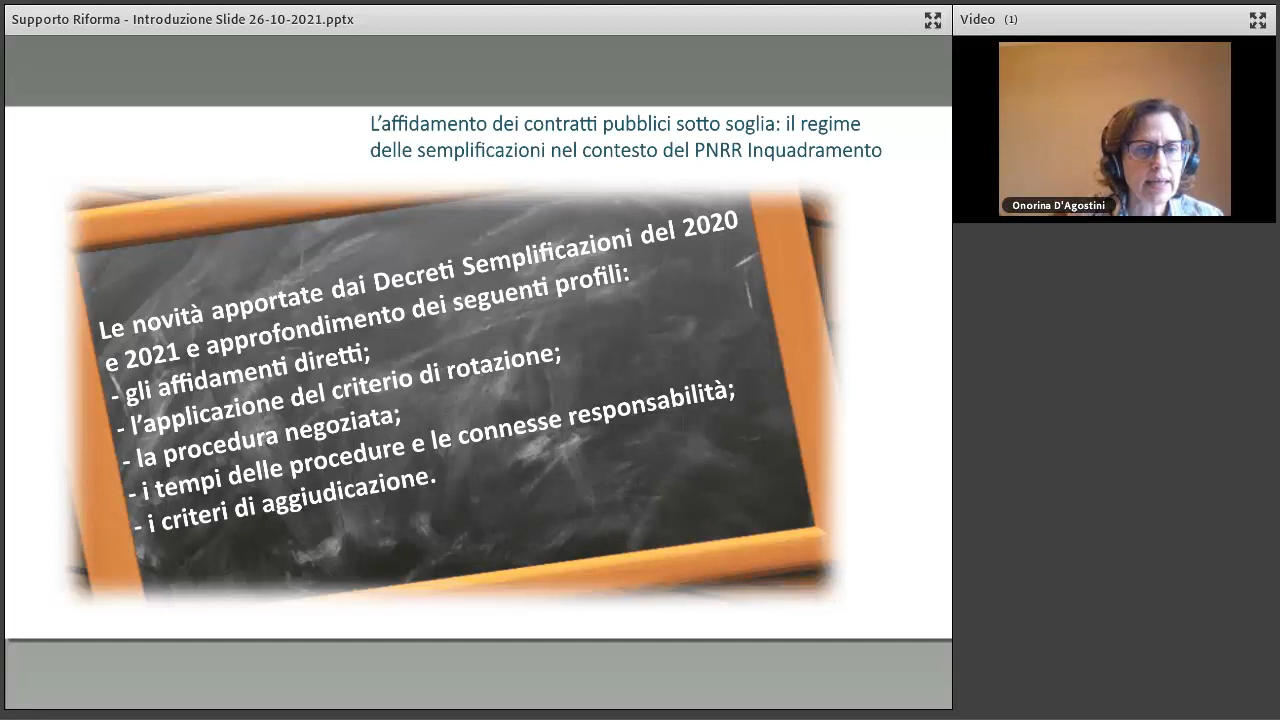 Supporto Riforma - Introduzione Slide 26-10-2021.pptx
Video (1)
L'affidamento dei contratti pubblici sotto soglia: il regime
delle semplificazioni nel contesto del PNRR Inquadramento
Le novità apportate dai Decreti Semplificazioni del 2020
e 2021 e approfondimento dei seguenti profili:
- gli affidamenti diretti;
- l'applicazione del criterio di rotazione;
- la procedura negoziata;
- i tempi delle procedure e le connesse responsabilità;
- i criteri di aggiudicazione.
Onorina D'Agostini